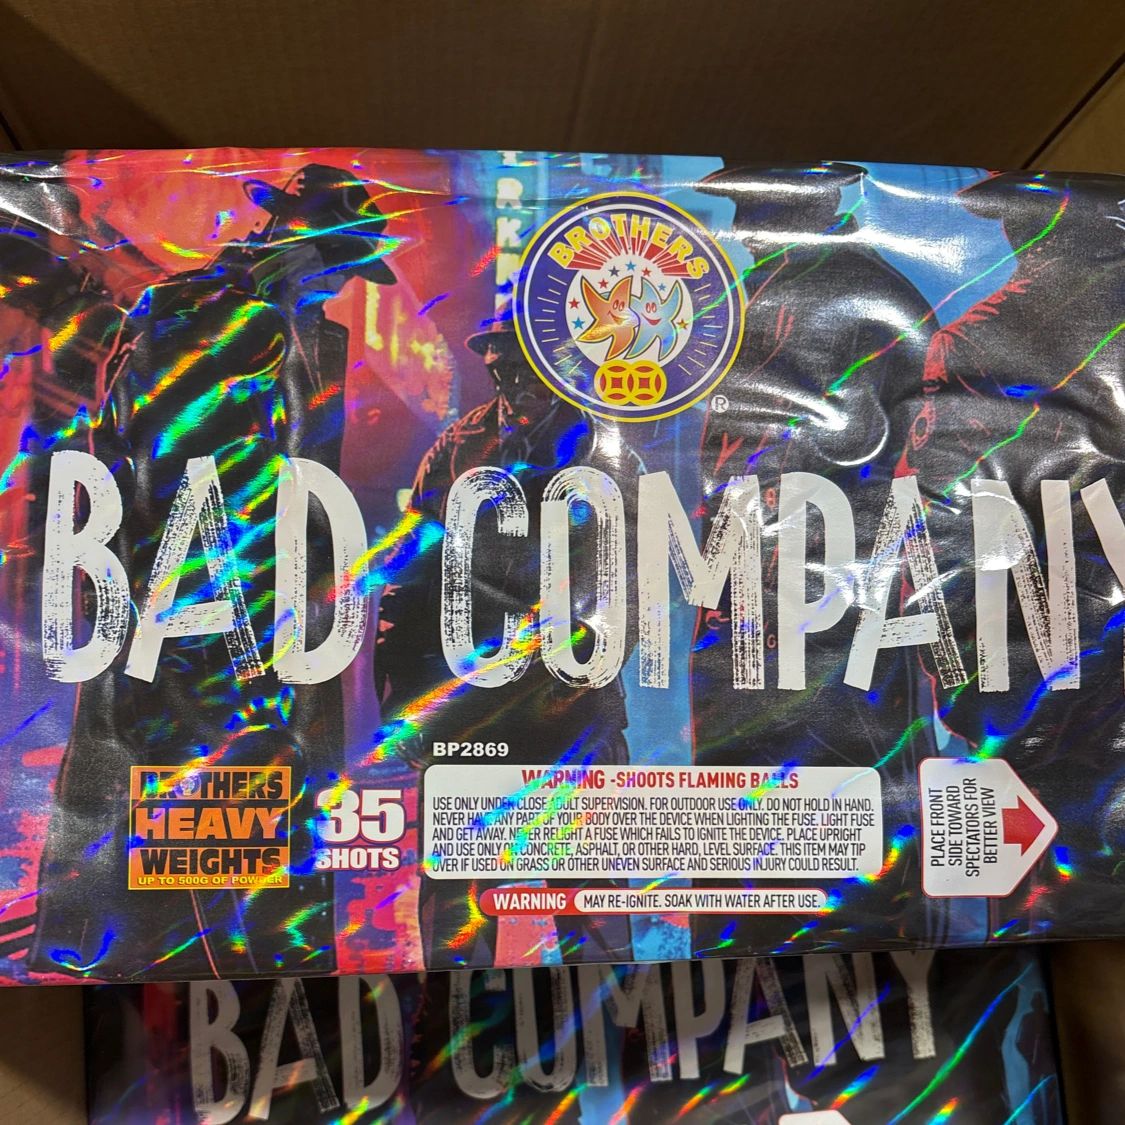 R
K
BROTHERS
®
BAD COMPANY
BP2869
BROTHERS
HEAVY
WEIGHTS
UP TO 500G OF POWDER
35
SHOTS
WARNING -SHOOTS FLAMING BALLS
USE ONLY UNDER CLOSE ADULT SUPERVISION. FOR OUTDOOR USE ONLY. DO NOT HOLD IN HAND.
NEVER HAVE ANY PART OF YOUR BODY OVER THE DEVICE WHEN LIGHTING THE FUSE. LIGHT FUSE
AND GET AWAY. NEVER RELIGHT A FUSE WHICH FAILS TO IGNITE THE DEVICE. PLACE UPRIGHT
AND USE ONLY ON CONCRETE, ASPHALT, OR OTHER HARD, LEVEL SURFACE. THIS ITEM MAY TIP
OVER IF USED ON GRASS OR OTHER UNEVEN SURFACE AND SERIOUS INJURY COULD RESULT.
WARNING MAY RE-IGNITE. SOAK WITH WATER AFTER USE.
PLACE FRONT
SIDE TOWARD
SPECTATORS FOR
BETTER VIEW
BAD COMPANY